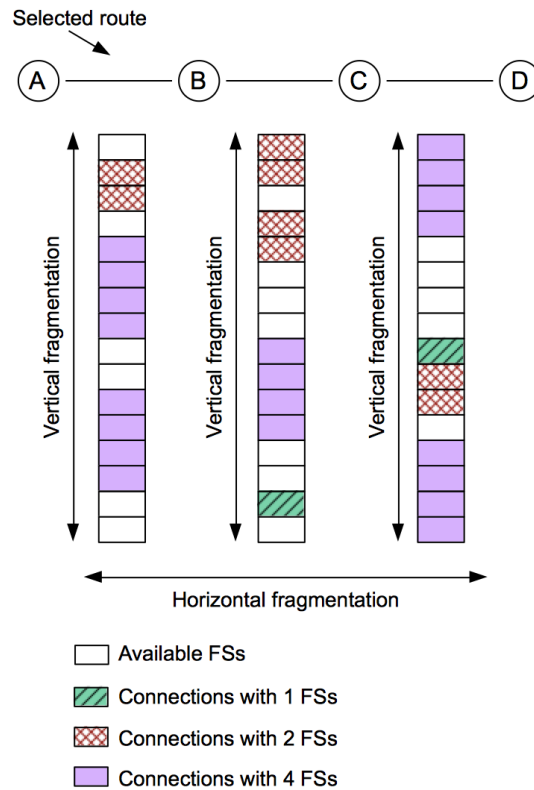 Selected route
A
B
C
D
Vertical fragmentation
Vertical fragmentation
Vertical fragmentation
Horizontal fragmentation
Available FSs
Connections with 1 FSs
Connections with 2 FSs
Connections with 4 FSs